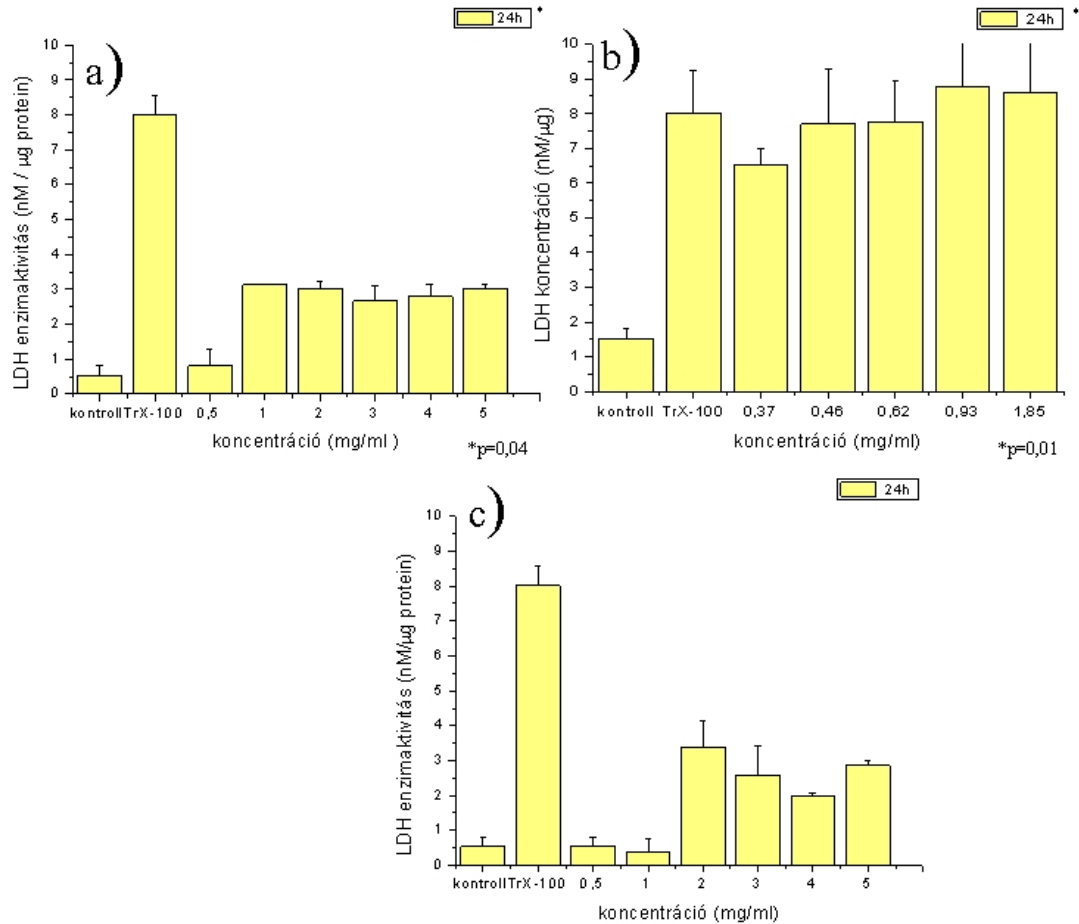 24h *
a)
LDH enzimaktivitás (nM / µg protein)
10
9
8
7
6
5
4
3
2
1
0
kontroll TrX-100 0,5 1 2 3 4 5
koncentráció (mg/ml )
*p=0,04
24h *
b)
LDH koncentráció (nM/µg)
10
9
8
7
6
5
4
3
2
1
0
kontroll TrX-100 0,37 0,46 0,62 0,93 1,85
koncentráció (mg/ml)
*p=0,01
24h
c)
LDH enzimaktivitás (nM/µg protein)
10
9
8
7
6
5
4
3
2
1
0
kontroll TrX-100 0,5 1 2 3 4 5
koncentráció (mg/ml)